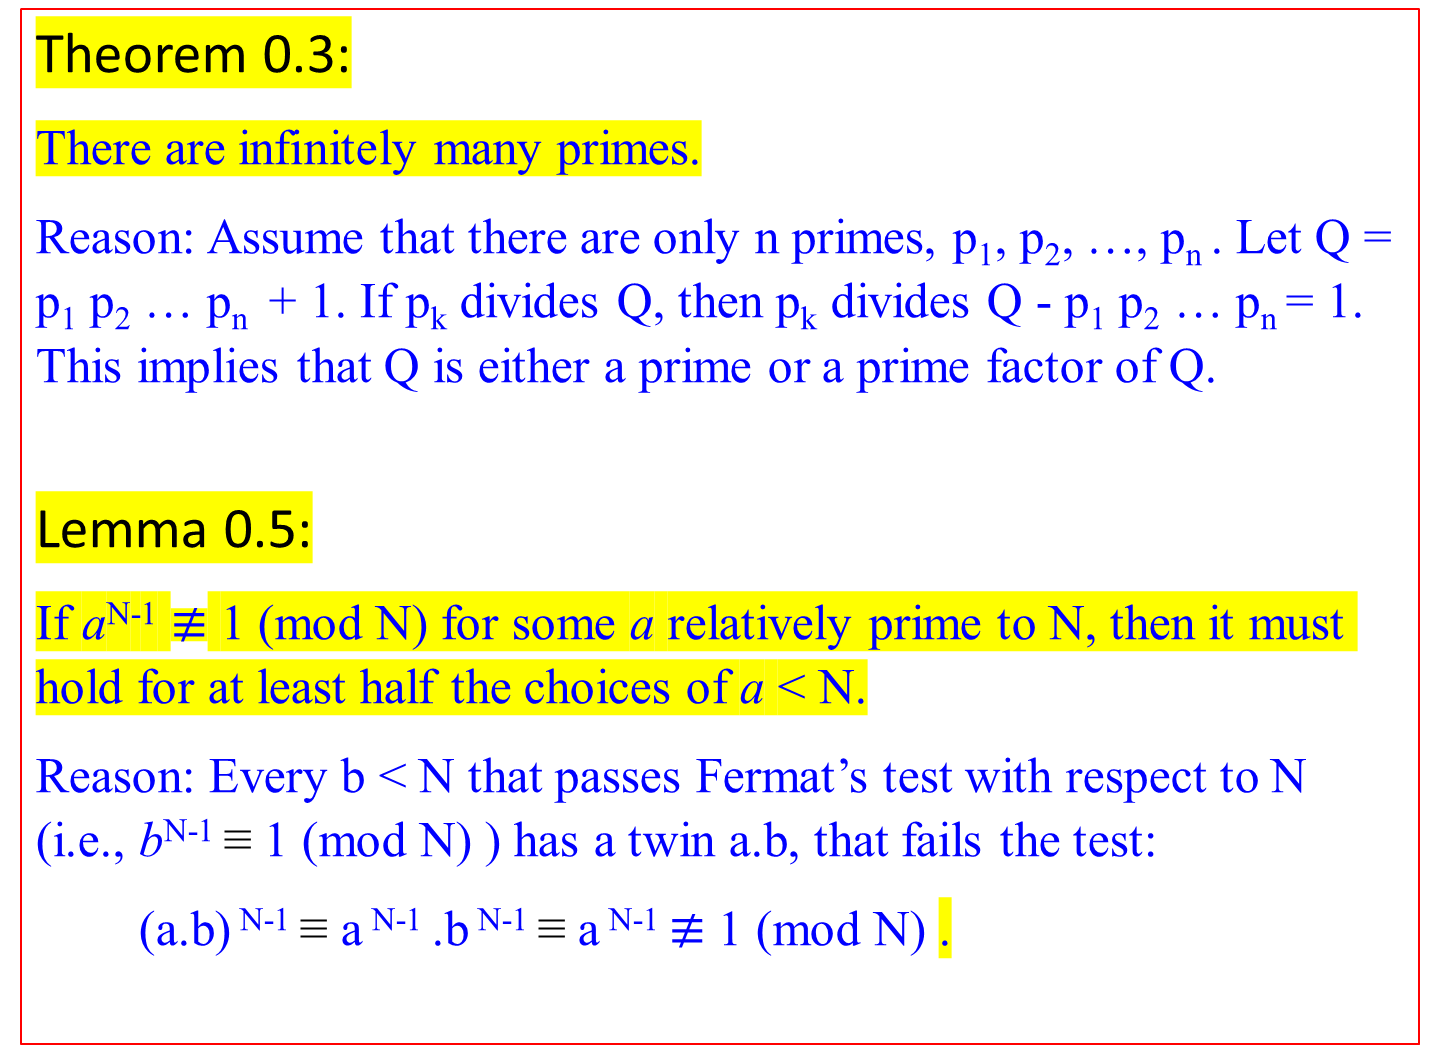 Theorem 0.3:
There are infinitely many primes.
Reason: Assume that there are only n primes, p₁, p₂, …, pₙ . Let Q =
p₁ p₂ … pₙ + 1. If pₖ divides Q, then pₖ divides Q - p₁ p₂ … pₙ = 1.
This implies that Q is either a prime or a prime factor of Q.
Lemma 0.5:
If aᴺ⁻¹ ≢ 1 (mod N) for some a relatively prime to N, then it must
hold for at least half the choices of a < N.
Reason: Every b < N that passes Fermat’s test with respect to N
(i.e., bᴺ⁻¹ ≡ 1 (mod N) ) has a twin a.b, that fails the test:
(a.b) ᴺ⁻¹ ≡ a ᴺ⁻¹ .b ᴺ⁻¹ ≡ a ᴺ⁻¹ ≢ 1 (mod N) .